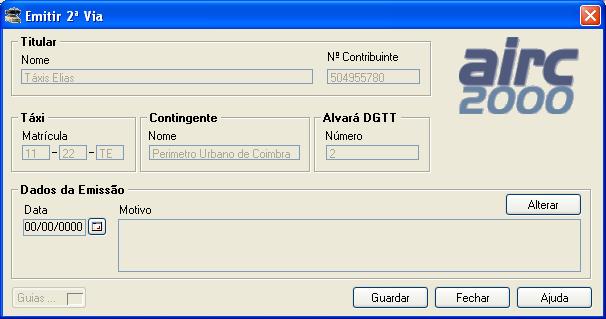 Emitir 2ª Via
Titular
Nome
Nº Contribuinte
Táxis Elias
504955780
airc
2000
Táxi
Contingente
Alvará DGTT
Matrícula
Nome
Número
11 - 22 - TE
Perimetro Urbano de Coimbra
2
Dados da Emissão
Data
Motivo
Alterar
00/00/0000
Guias ...
Guardar
Fechar
Ajuda